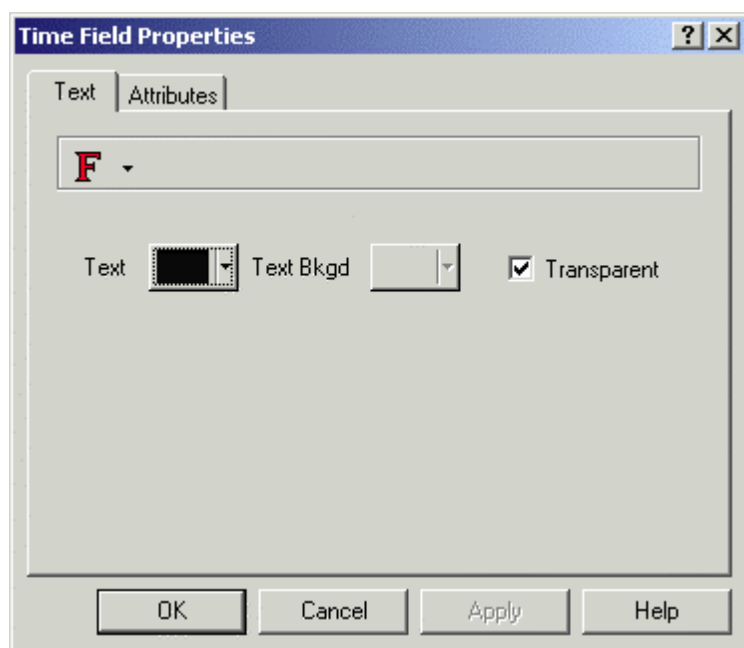 Time Field Properties
Text Attributes
F
Text Text Bkgd Transparent
OK Cancel Apply Help